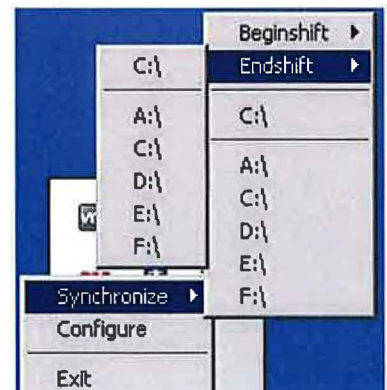 Beginshift
Endshift
C:\
A:\
C:\
D:\
E:\
F:\
C:\
A:\
C:\
D:\
E:\
F:\
Synchronize
Configure
Exit